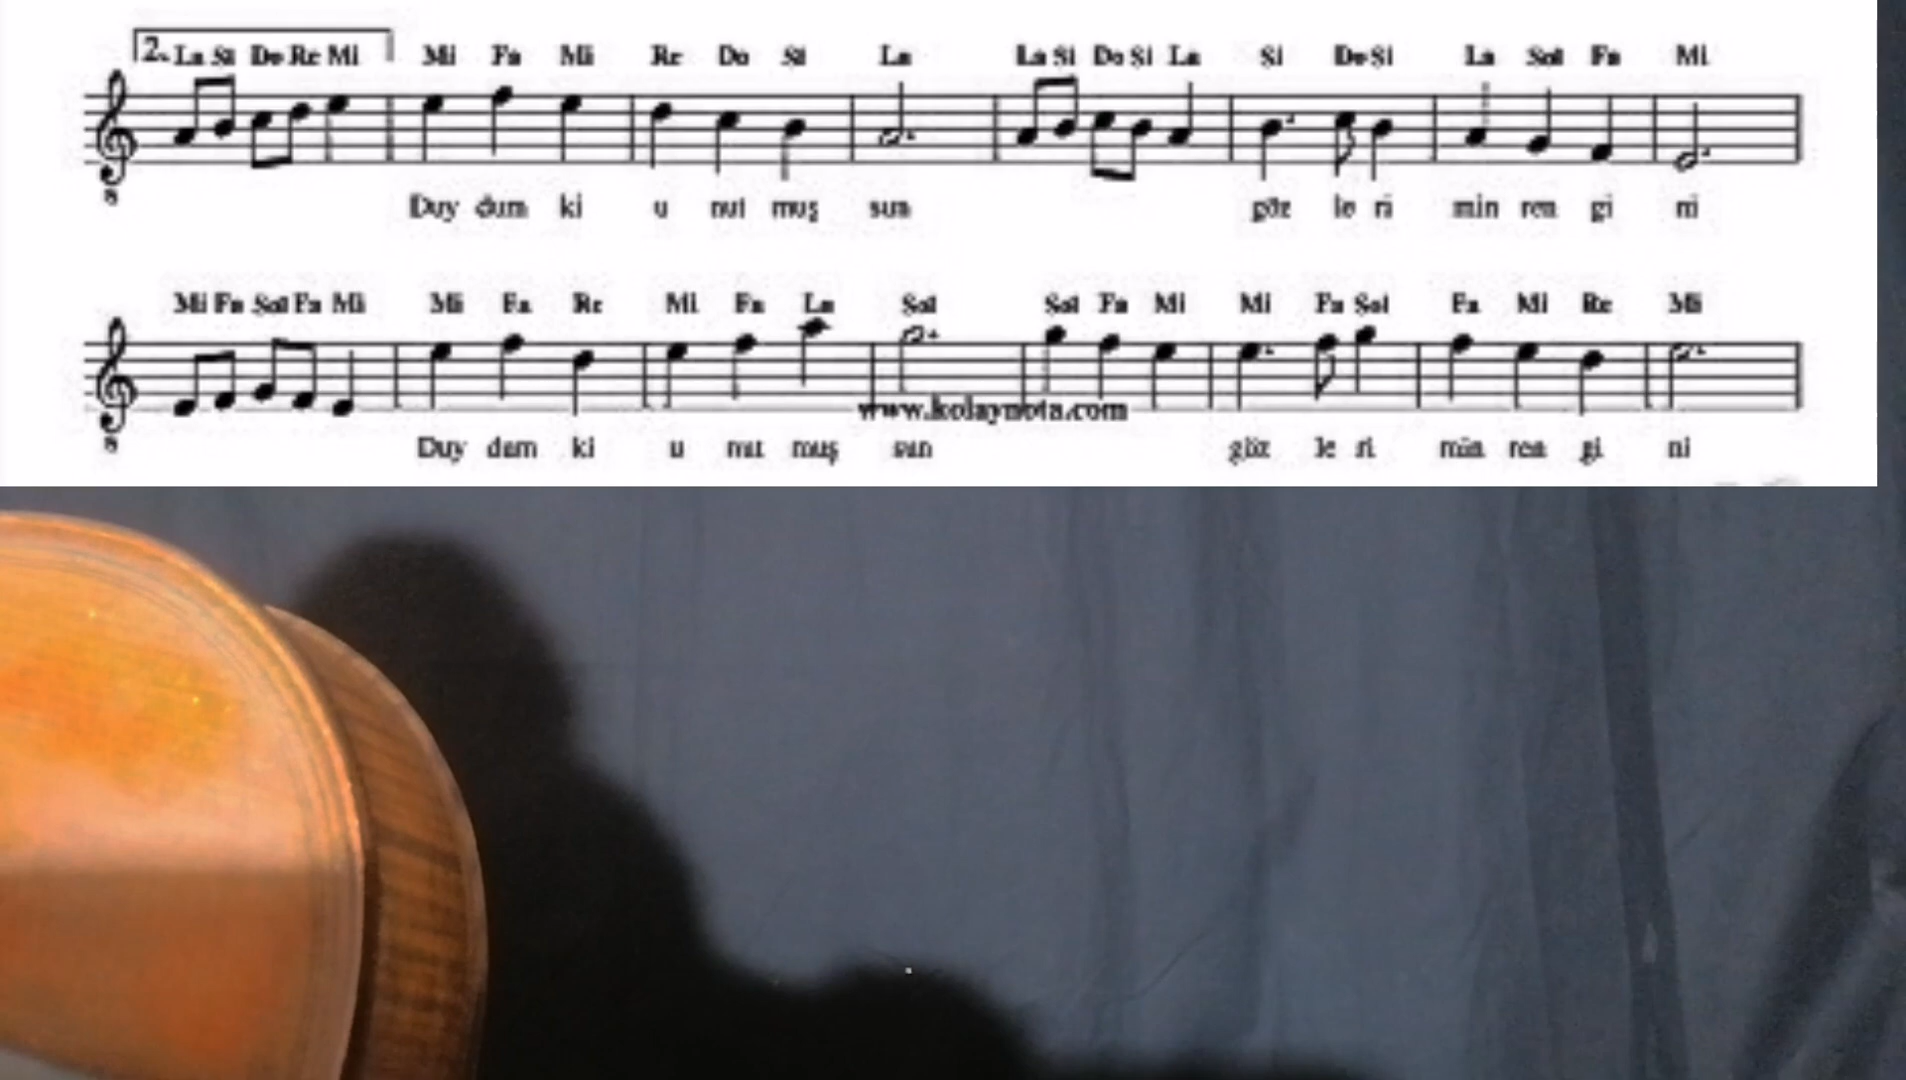 2. La Si Do Re Mi Mi Fa Mi Re Do Si La La Si Do Si La Si Do Si La Sol Fa Mi
8
Duy dum ki u nut muş sun göz le ri min ren gi ni
Mi Fa Sol Fa Mi Mi Fa Re Mi Fa La Sol Sol Fa Mi Mi Fa Sol Fa Mi Re Mi
www.kolaynota.com
8
Duy dum ki u nut muş sun göz le ri min ren gi ni